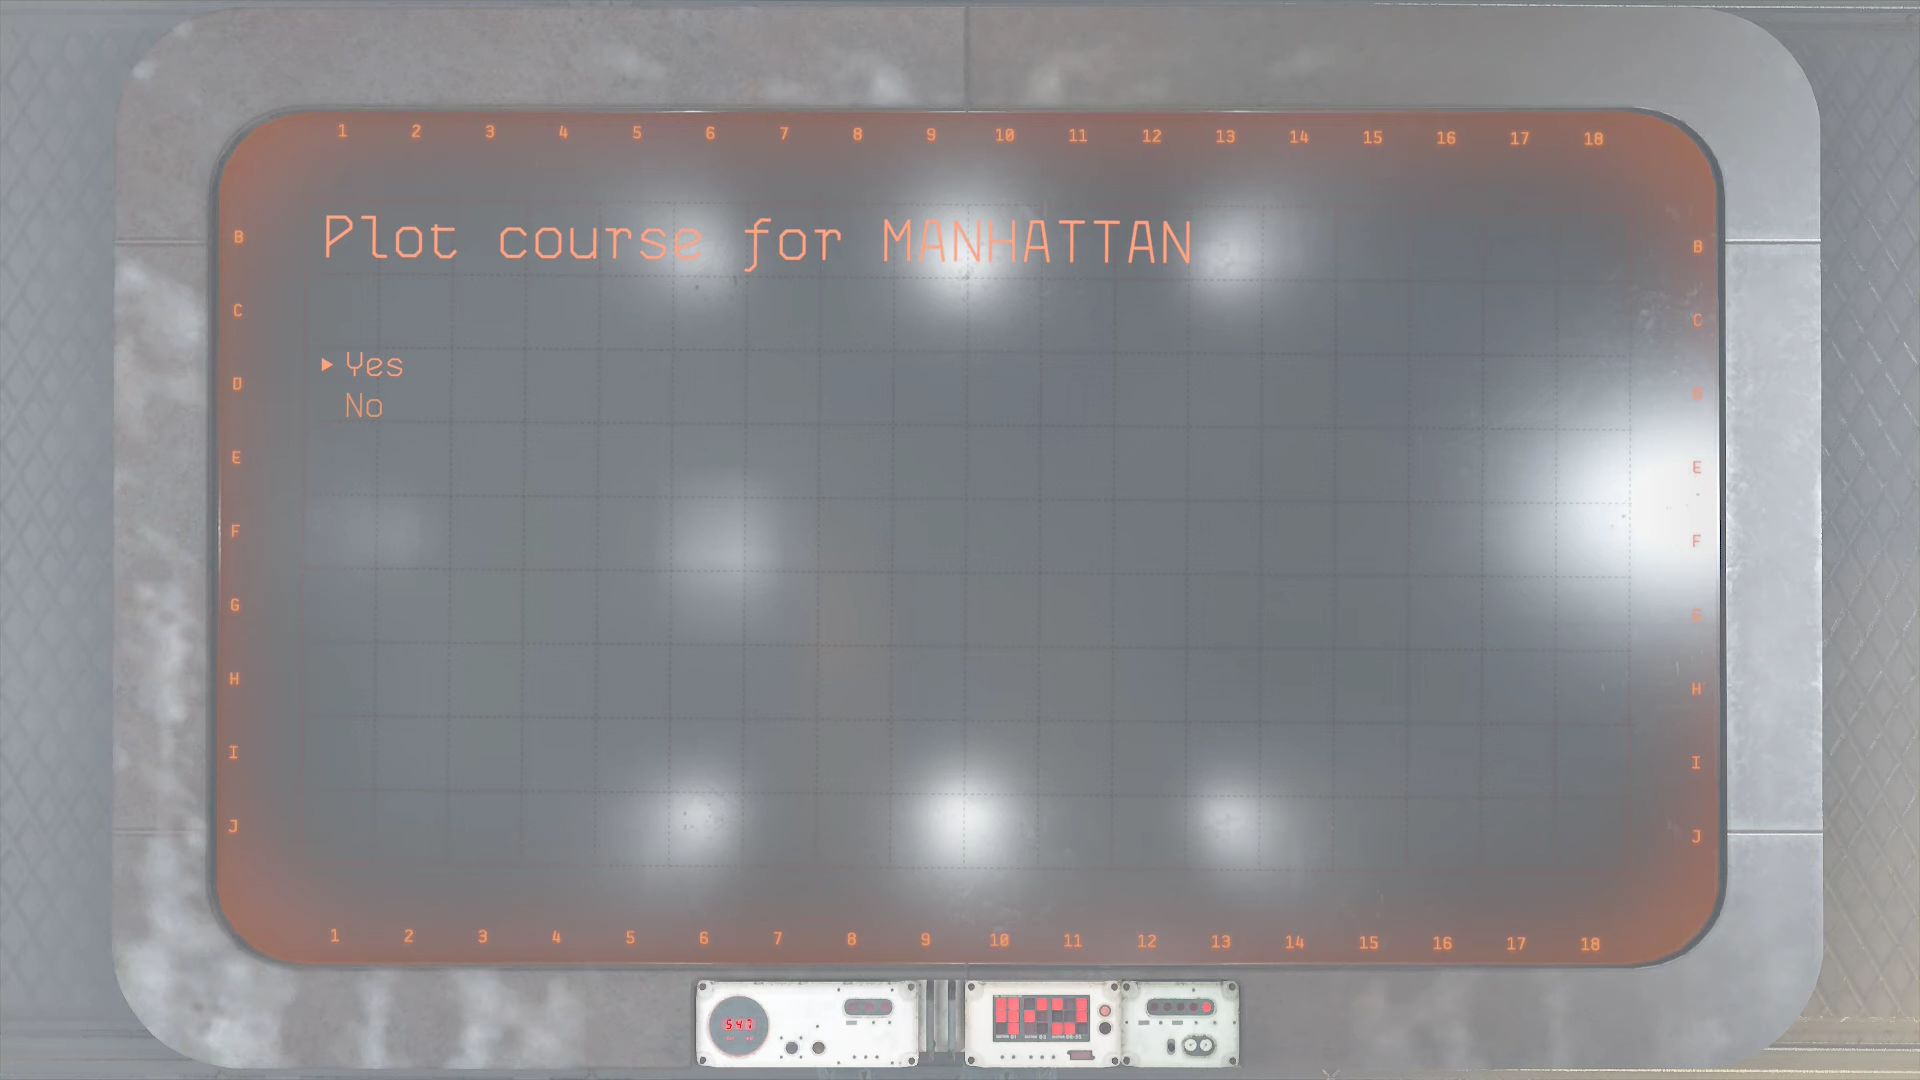 1 2 3 4 5 6 7 8 9 10 11 12 13 14 15 16 17 18
B B
Plot course for MANHATTAN
C C
Yes
D D
No
E E
F F
G G
H H
I I
J J
1 2 3 4 5 6 7 8 9 10 11 12 13 14 15 16 17 18
547